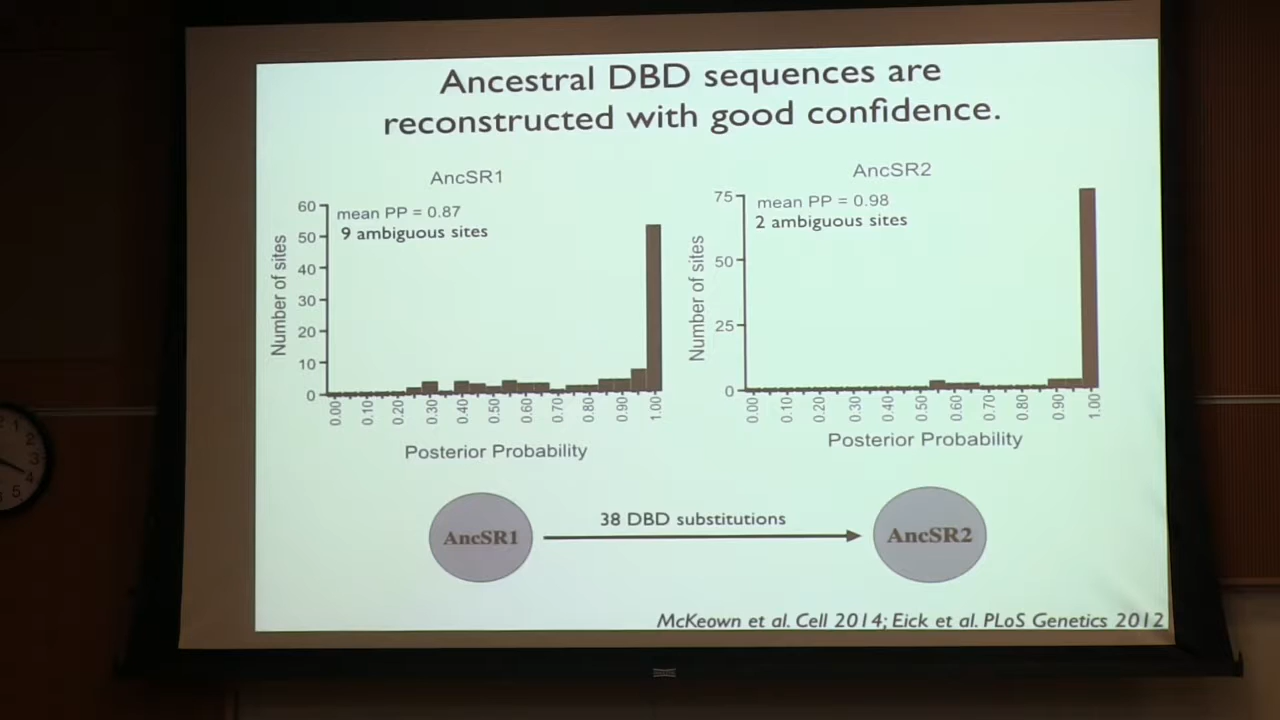 Ancestral DBD sequences are
reconstructed with good confidence.
AncSR1
mean PP = 0.87
9 ambiguous sites
Number of sites
60
50
40
30
20
10
0
0.00 0.10 0.20 0.30 0.40 0.50 0.60 0.70 0.80 0.90 1.00
Posterior Probability
AncSR2
mean PP = 0.98
2 ambiguous sites
Number of sites
75
50
25
0
0.00 0.10 0.20 0.30 0.40 0.50 0.60 0.70 0.80 0.90 1.00
Posterior Probability
AncSR1
38 DBD substitutions
AncSR2
McKeown et al. Cell 2014; Eick et al. PLoS Genetics 2012
1
2
3
4
5